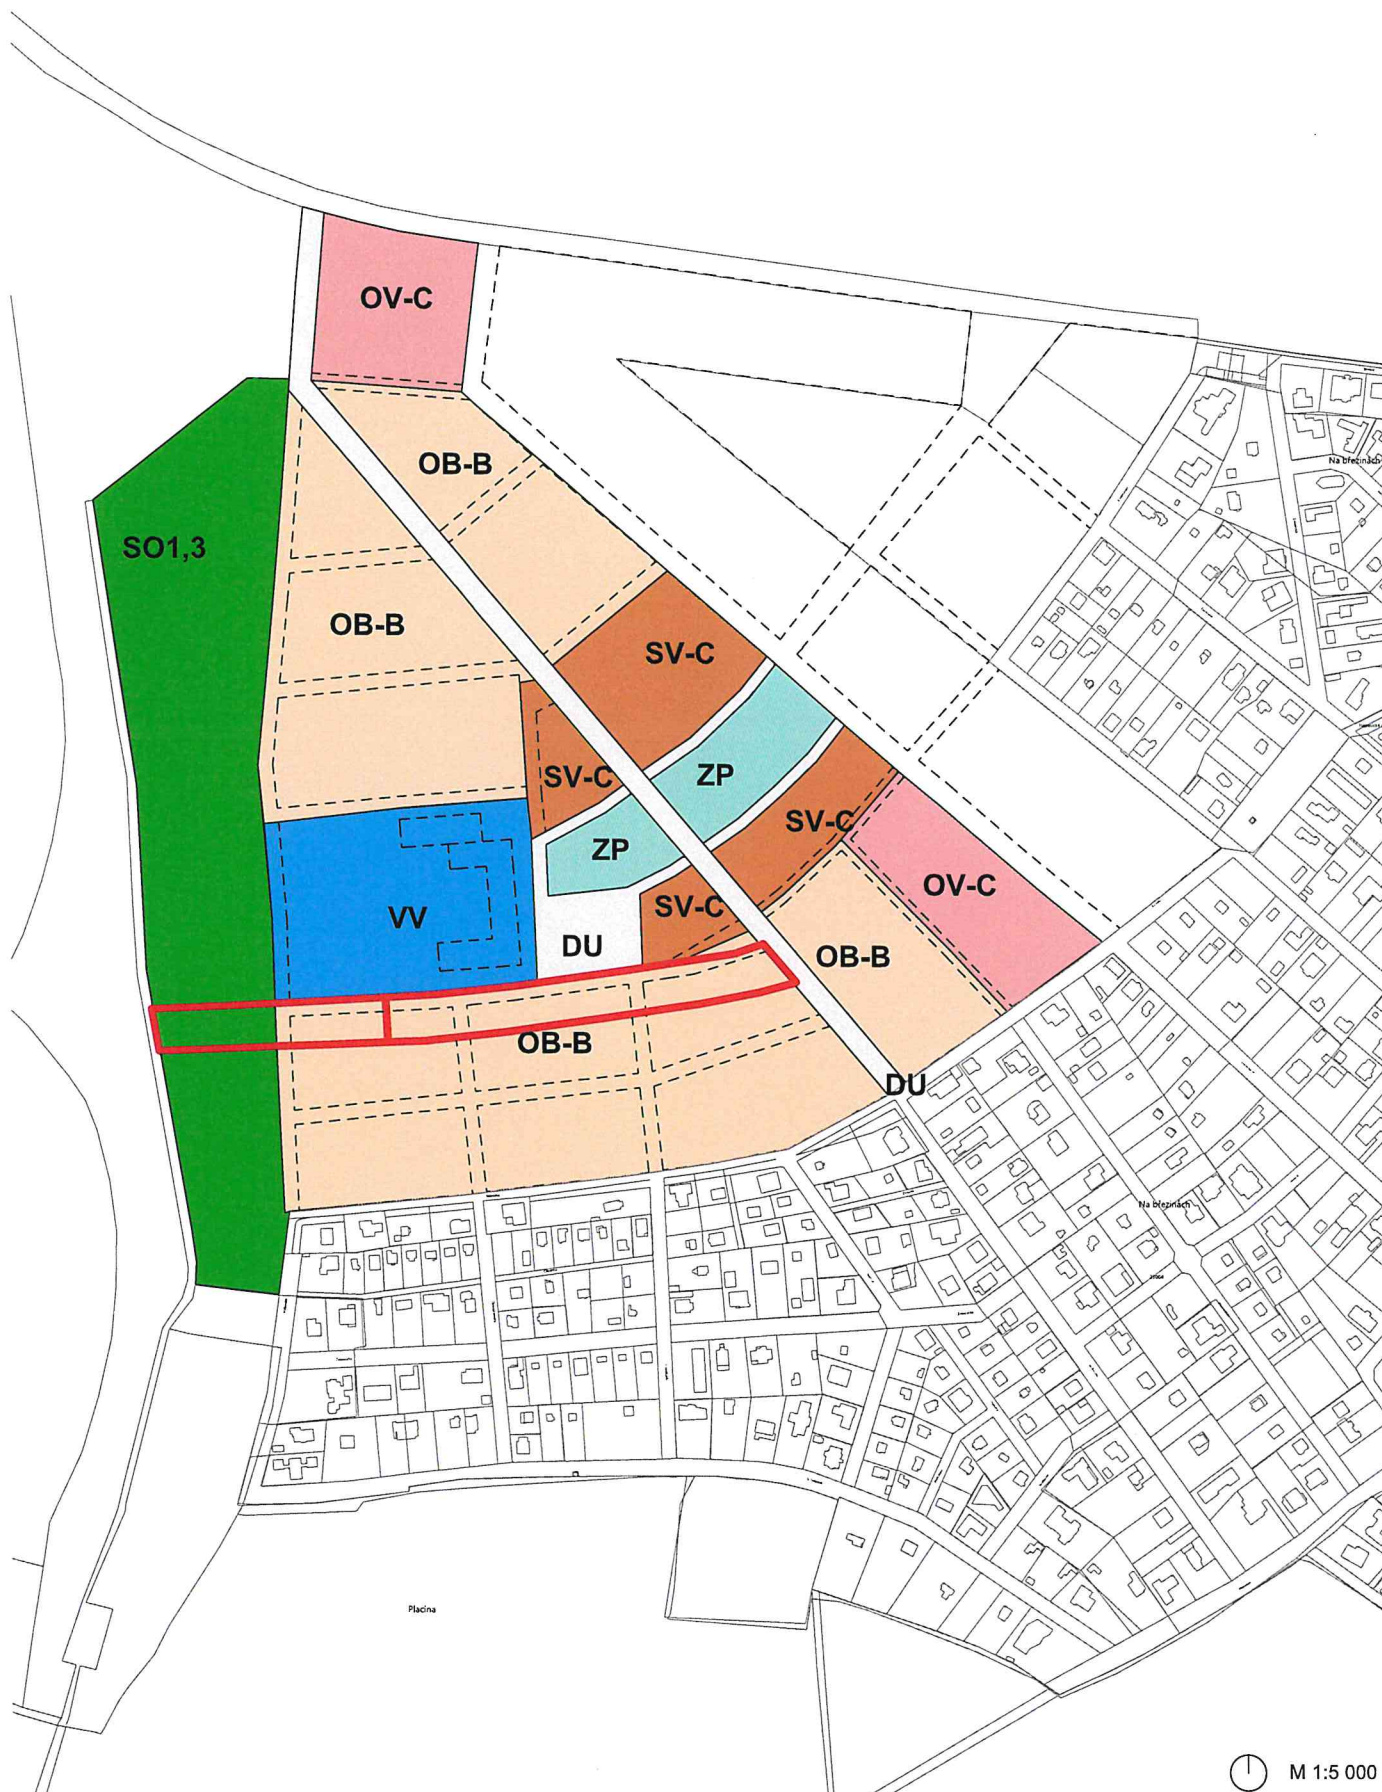 OV-C
OB-B
Na březinách
SO1,3
OB-B
SV-C
SV-C
ZP
SV-C
ZP
OV-C
SV-C
VV
DU
OB-B
OB-B
DU
Na březinách
Placina
M 1:5 000